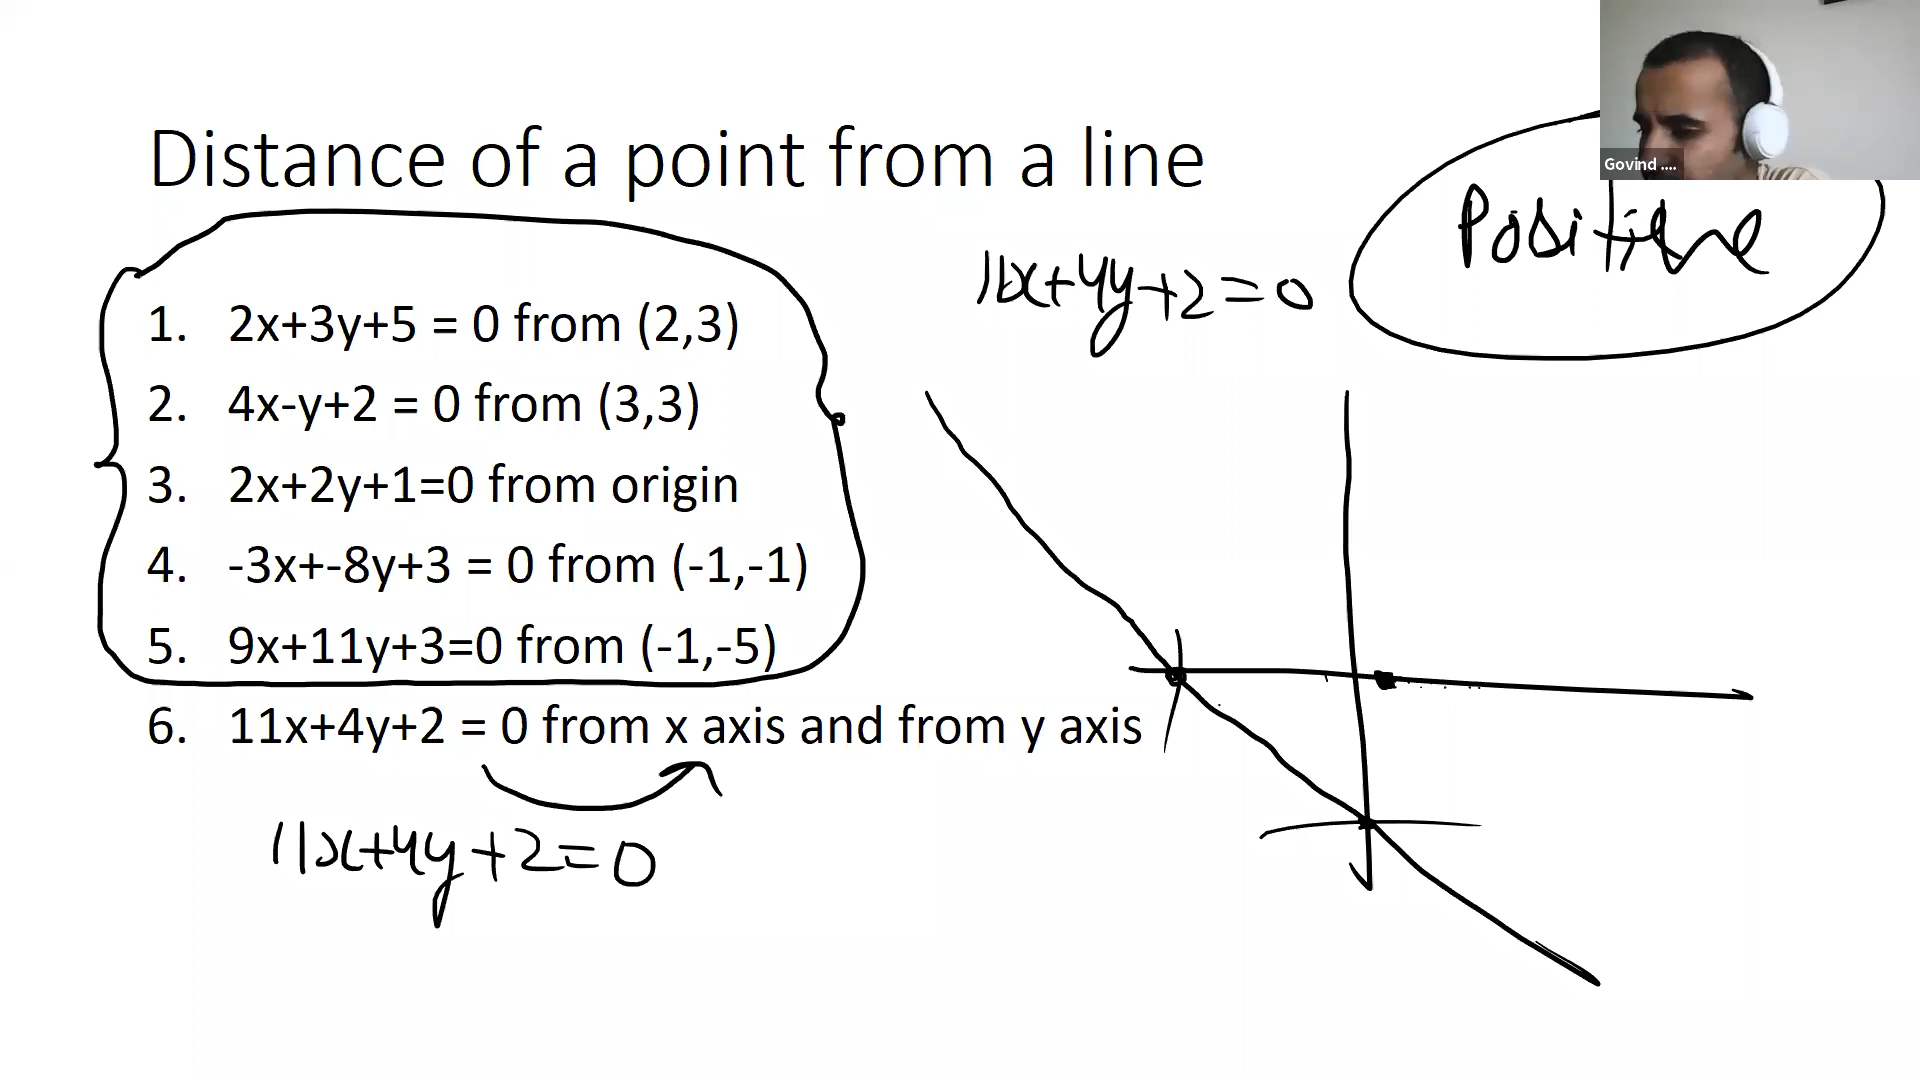 Govind ....
Distance of a point from a line
Positive
11x+4y+2=0
1. 2x+3y+5 = 0 from (2,3)
2. 4x-y+2 = 0 from (3,3)
3. 2x+2y+1=0 from origin
4. -3x+-8y+3 = 0 from (-1,-1)
5. 9x+11y+3=0 from (-1,-5)
6. 11x+4y+2 = 0 from x axis and from y axis
11x+4y+2=0